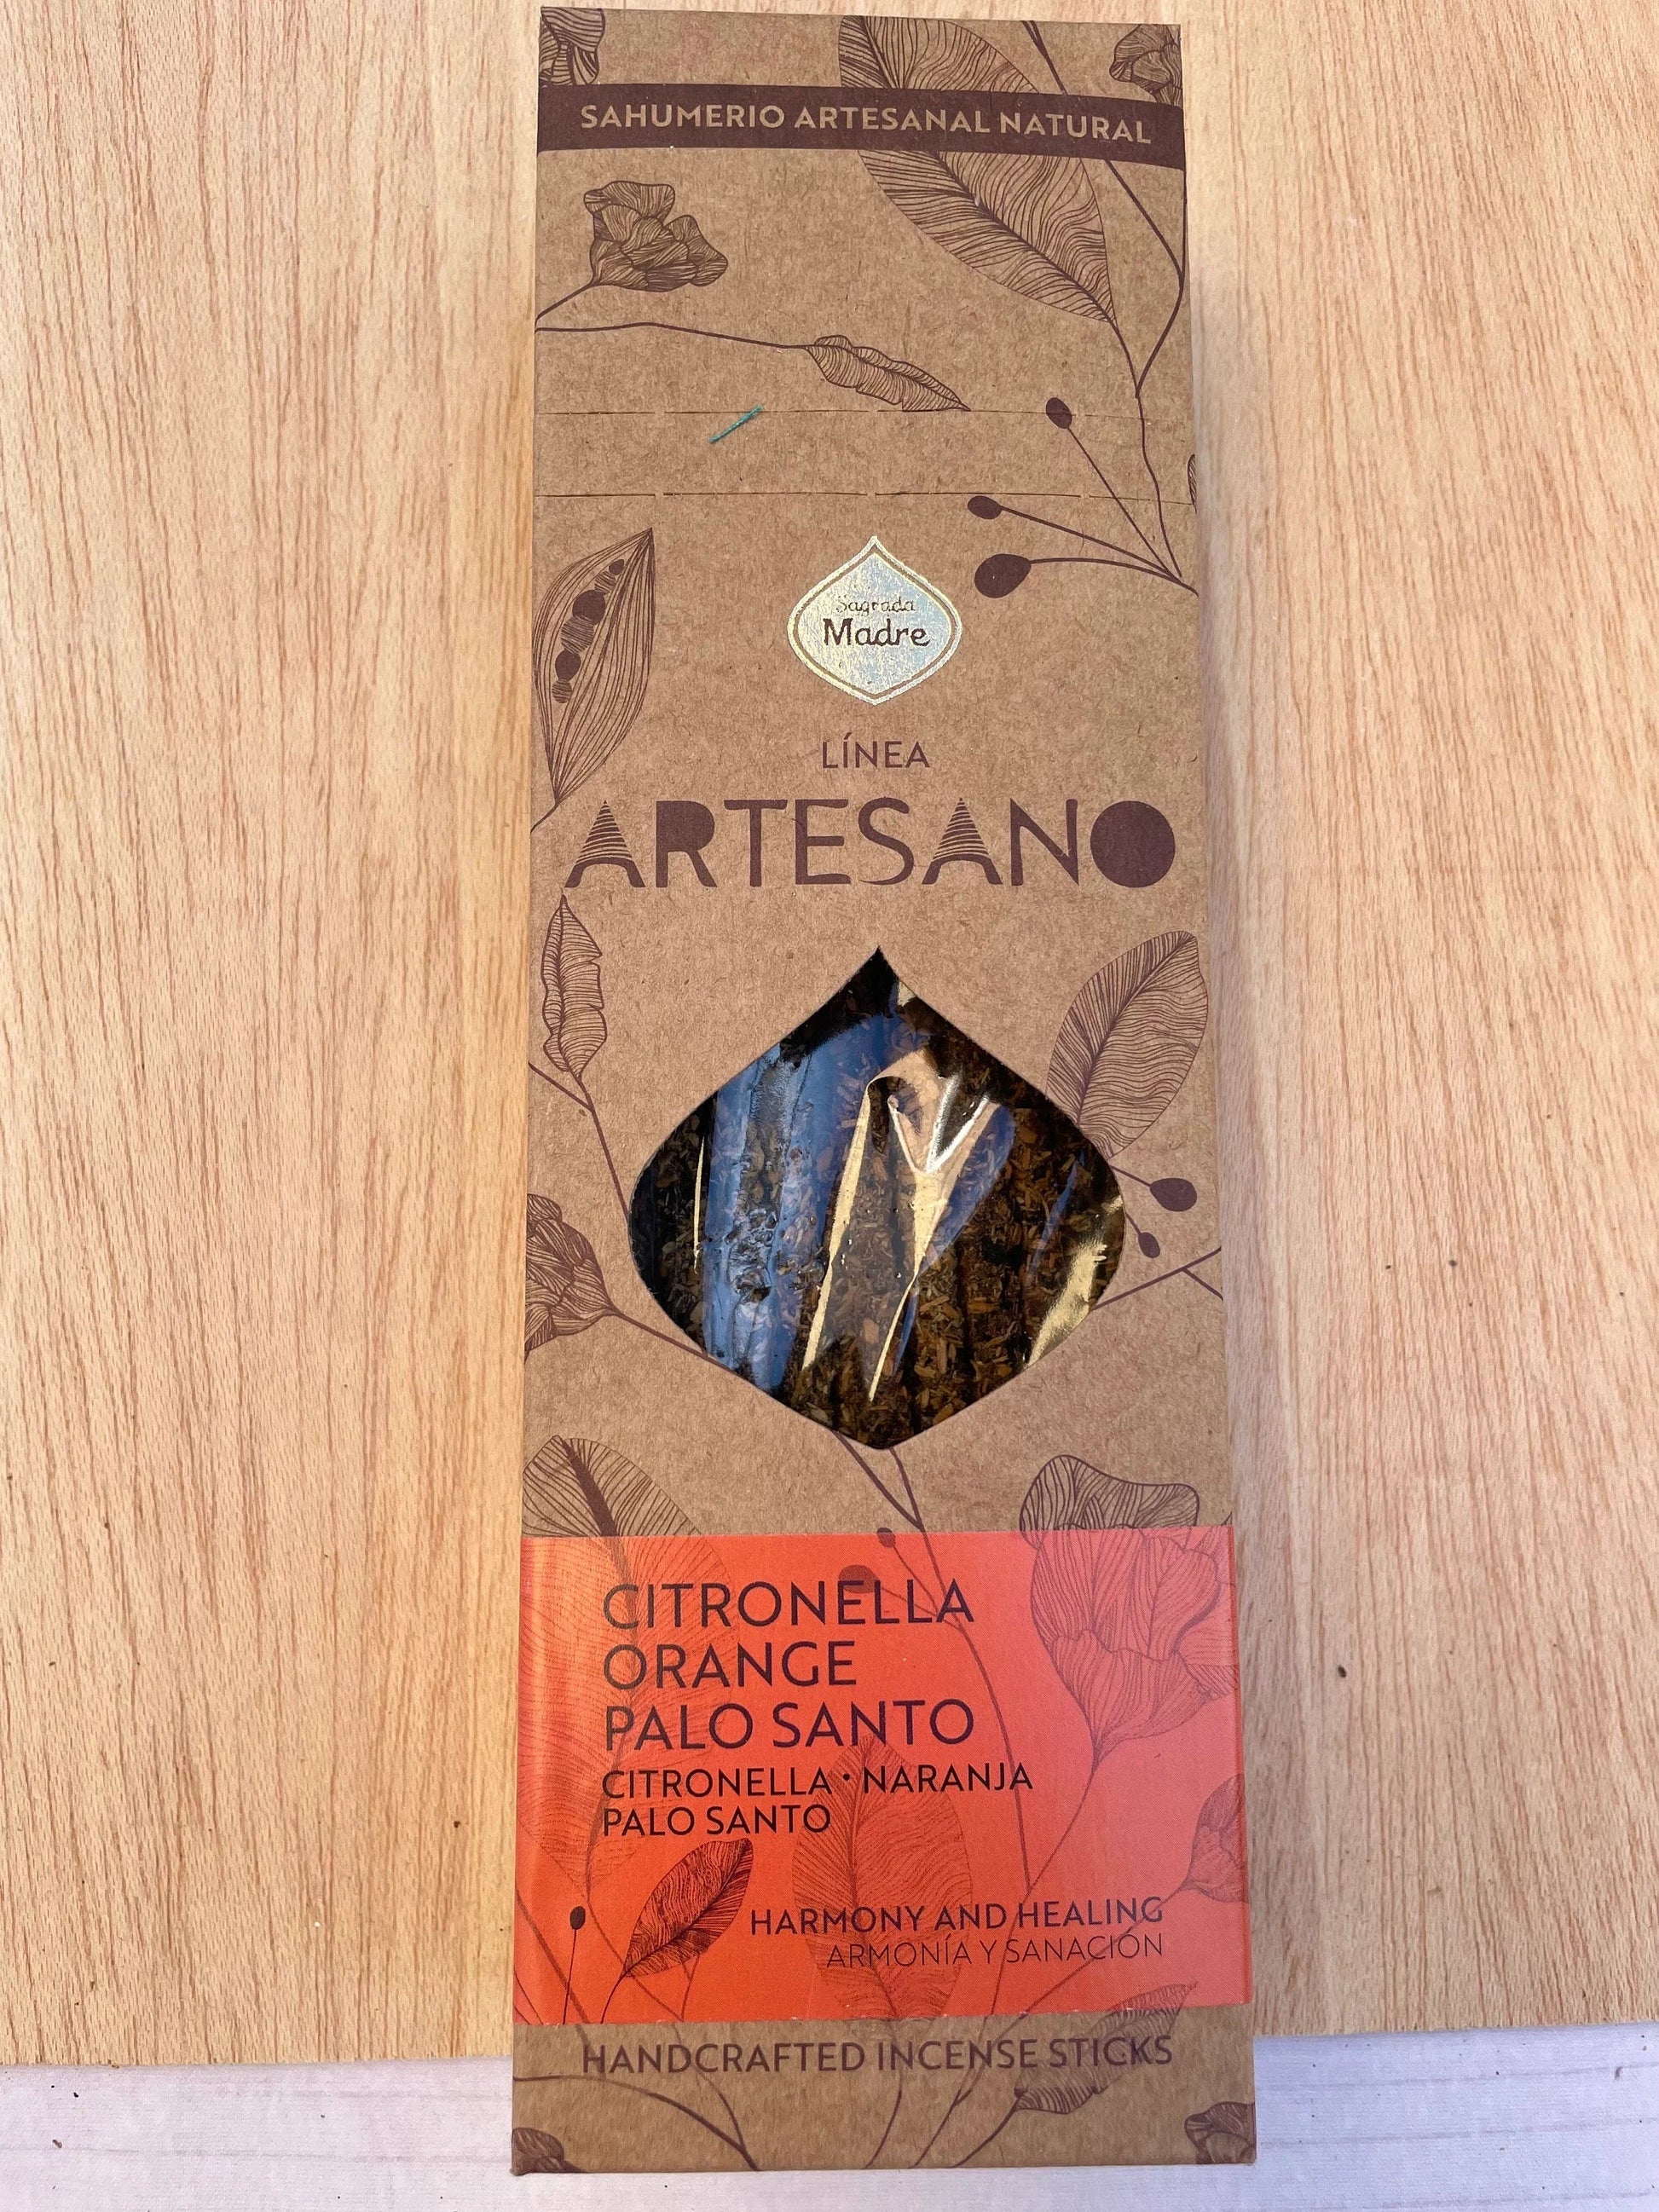 SAHUMERIO ARTESANAL NATURAL
Sagrada
Madre
LÍNEA
ARTESANO
CITRONELLA
ORANGE
PALO SANTO
CITRONELLA • NARANJA
PALO SANTO
HARMONY AND HEALING
ARMONÍA Y SANACIÓN
HANDCRAFTED INCENSE STICKS